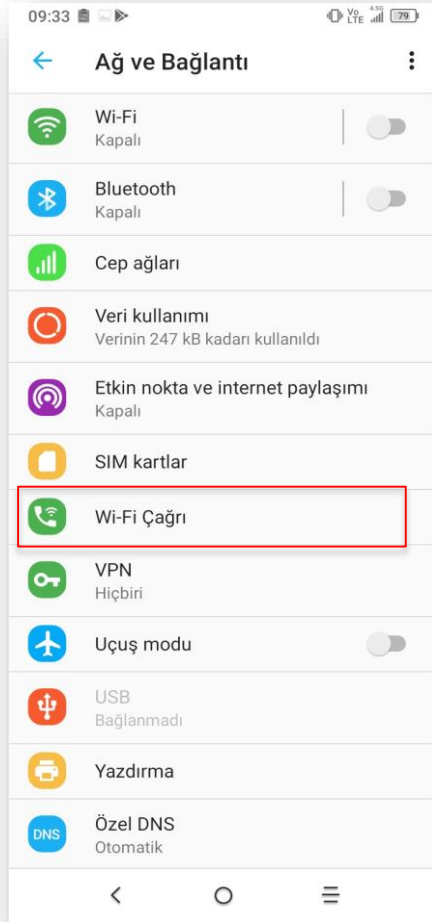 09:33 Vo LTE 4.5G 79
Ağ ve Bağlantı
Wi-Fi
Kapalı
Bluetooth
Kapalı
Cep ağları
Veri kullanımı
Verinin 247 kB kadarı kullanıldı
Etkin nokta ve internet paylaşımı
Kapalı
SIM kartlar
Wi-Fi Çağrı
VPN
Hiçbiri
Uçuş modu
USB
Bağlanmadı
Yazdırma
Özel DNS
DNS
Otomatik